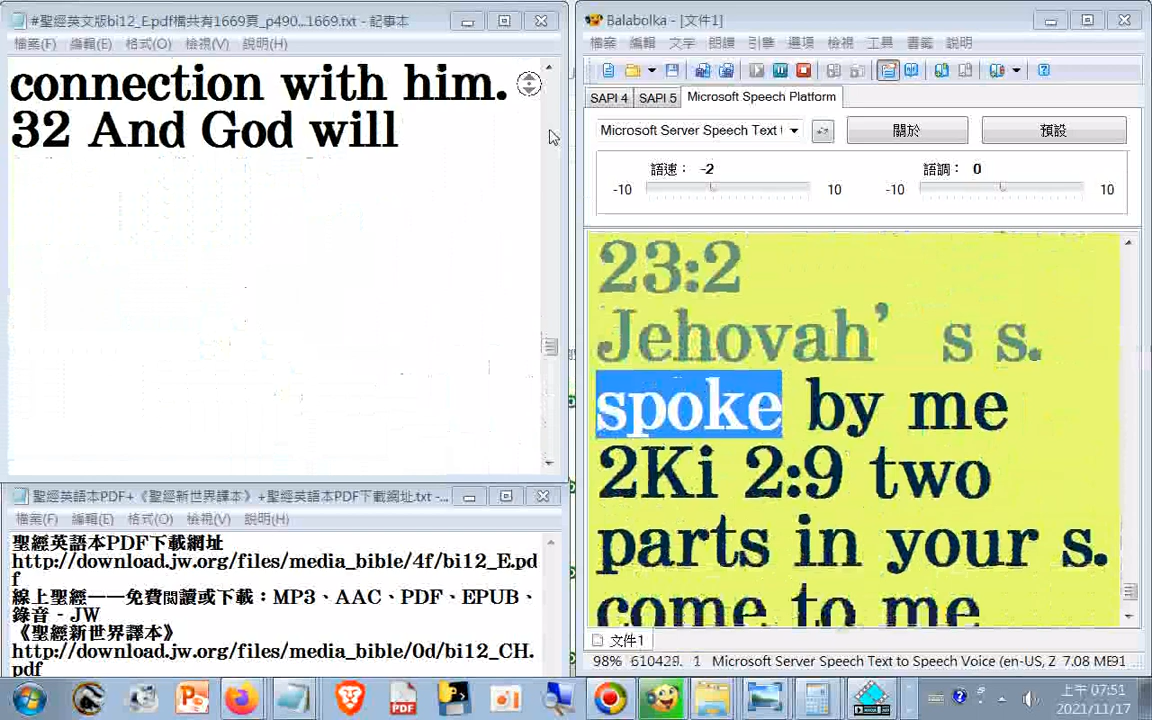 #聖經英文版bi12_E.pdf檔共有1669頁_p490...1669.txt - 記事本
檔案(F) 編輯(E) 格式(O) 檢視(V) 說明(H)
connection with him.
32 And God will
聖經英語本PDF+《聖經新世界譯本》+聖經英語本PDF下載網址.txt -...
檔案(F) 編輯(E) 格式(O) 檢視(V) 說明(H)
聖經英語本PDF下載網址
http://download.jw.org/files/media_bible/4f/bi12_E.pd
f
線上聖經——免費閱讀或下載：MP3、AAC、PDF、EPUB、
錄音 - JW
《聖經新世界譯本》
http://download.jw.org/files/media_bible/0d/bi12_CH.
pdf
Balabolka - [文件1]
檔案 編輯 文字 朗讀 引擎 選項 檢視 工具 書籤 說明
SAPI 4 SAPI 5 Microsoft Speech Platform
Microsoft Server Speech Text 關於 預設
語速： -2 語調： 0
-10 10 -10 10
23:2
Jehovah’s s.
spoke by me
2Ki 2:9 two
parts in your s.
come to me
文件1
98% 610429. 1 Microsoft Server Speech Text to Speech Voice (en-US, Z 7.08 ME91
上午 07:51
2021/11/17